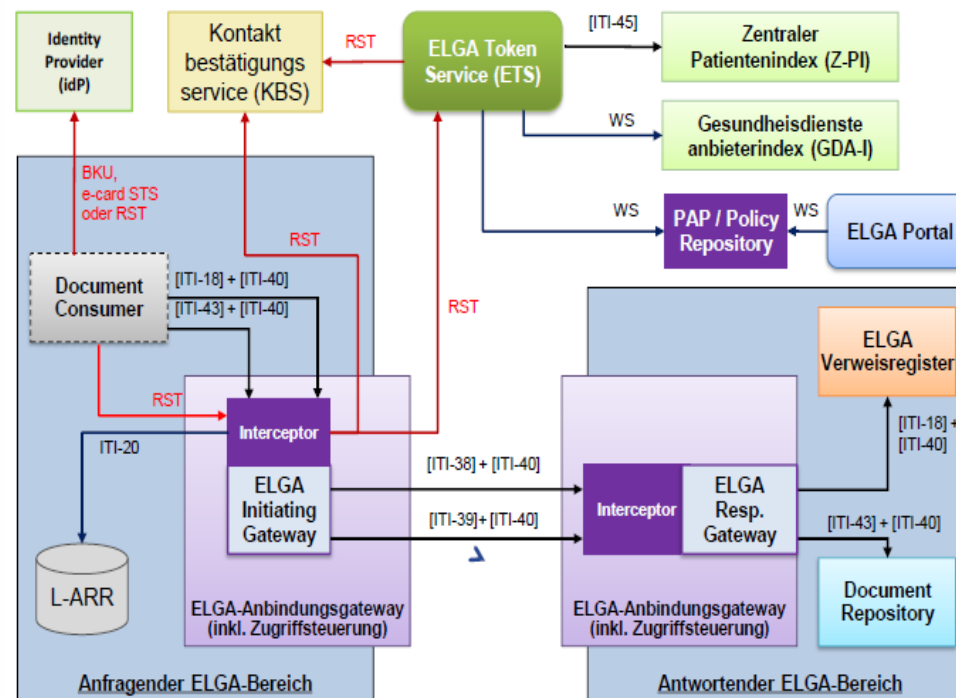 Identity
Provider
(idP)
Kontakt
bestätigungs
service (KBS)
RST
ELGA Token
Service (ETS)
[ITI-45]
Zentraler
Patientenindex (Z-PI)
WS
Gesundheisdienste
anbieterindex (GDA-I)
BKU,
e-card STS
oder RST
RST
WS
PAP / Policy
Repository
WS
ELGA Portal
Document
Consumer
[ITI-18] + [ITI-40]
[ITI-43] + [ITI-40]
RST
ELGA
Verweisregister
RST
Interceptor
ITI-20
[ITI-18] +
[ITI-40]
ELGA
Initiating
Gateway
[ITI-38] + [ITI-40]
[ITI-39]+ [ITI-40]
Interceptor
ELGA
Resp.
Gateway
[ITI-43] + [ITI-40]
L-ARR
Document
Repository
ELGA-Anbindungsgateway
(inkl. Zugriffsteuerung)
ELGA-Anbindungsgateway
(inkl. Zugriffsteuerung)
Anfragender ELGA-Bereich
Antwortender ELGA-Bereich